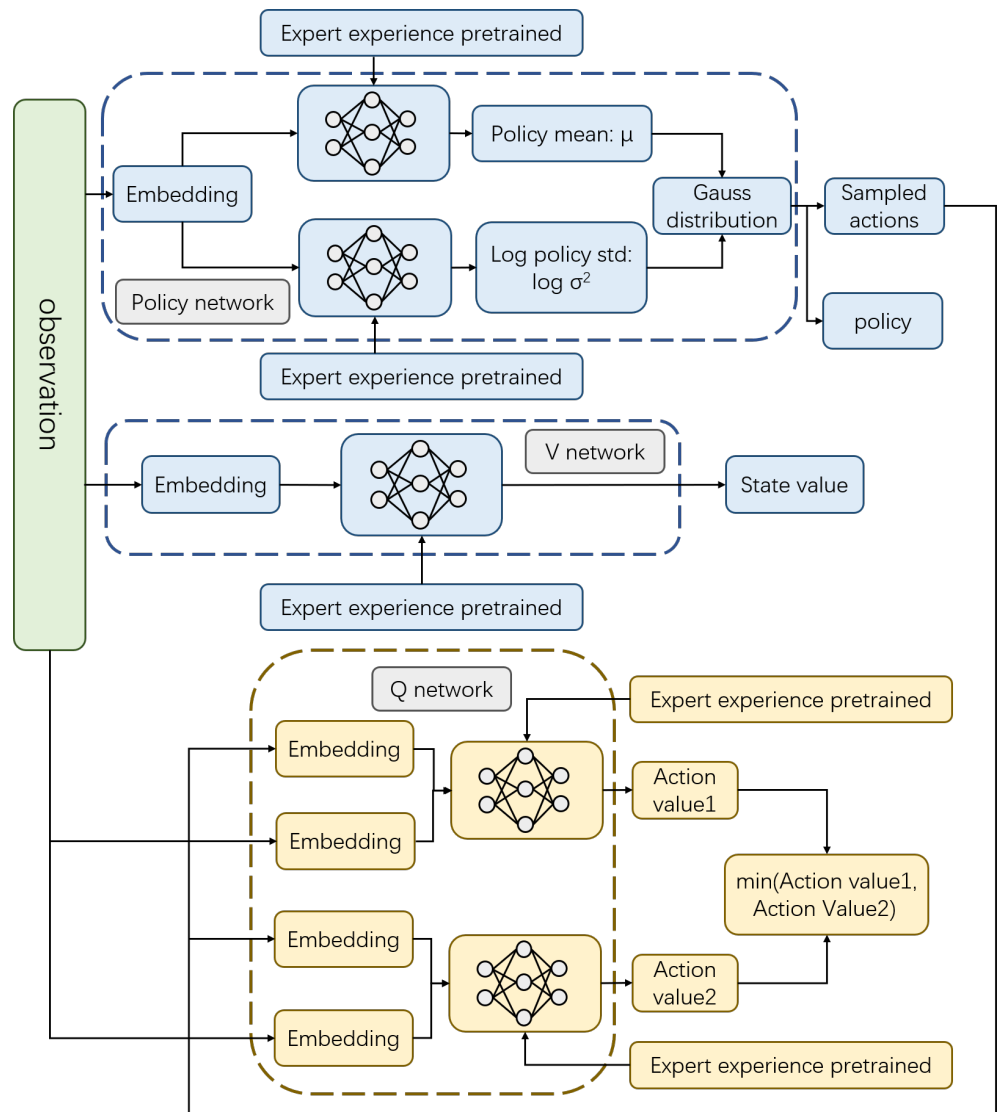 Expert experience pretrained
observation
Embedding
Policy mean: μ
Gauss
distribution
Sampled
actions
Log policy std:
log σ²
Policy network
policy
Expert experience pretrained
V network
Embedding
State value
Expert experience pretrained
Q network
Expert experience pretrained
Embedding
Action
value1
Embedding
min(Action value1,
Action Value2)
Embedding
Action
value2
Embedding
Expert experience pretrained